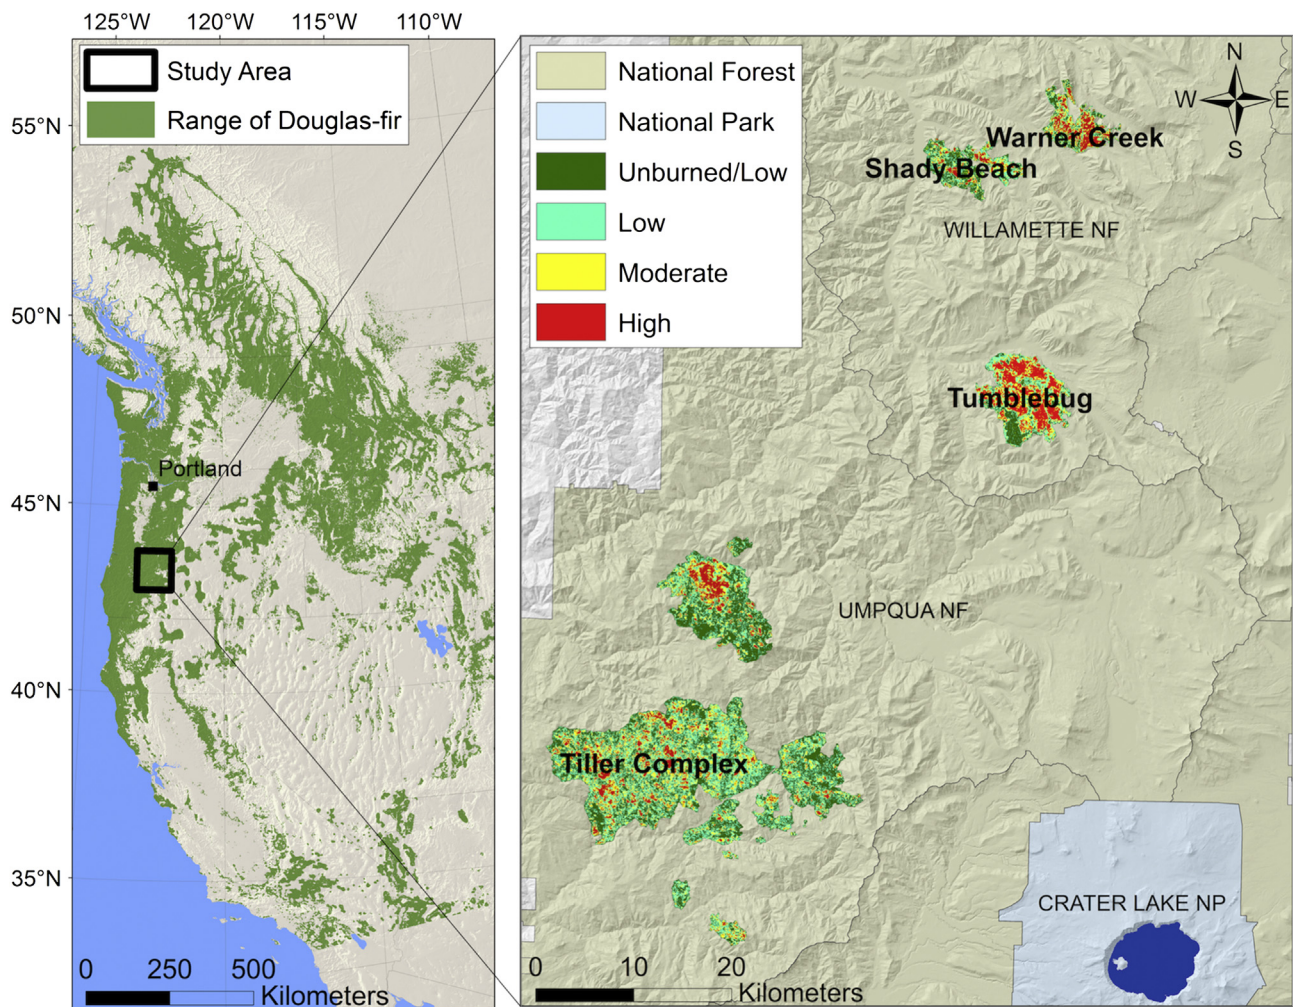 125°W 120°W 115°W 110°W
55°N
50°N
45°N
40°N
35°N
Study Area
Range of Douglas-fir
Portland
0 250 500
Kilometers
National Forest
National Park
Unburned/Low
Low
Moderate
High
N
W E
S
Warner Creek
Shady Beach
WILLAMETTE NF
Tumblebug
UMPQUA NF
Tiller Complex
CRATER LAKE NP
0 10 20
Kilometers